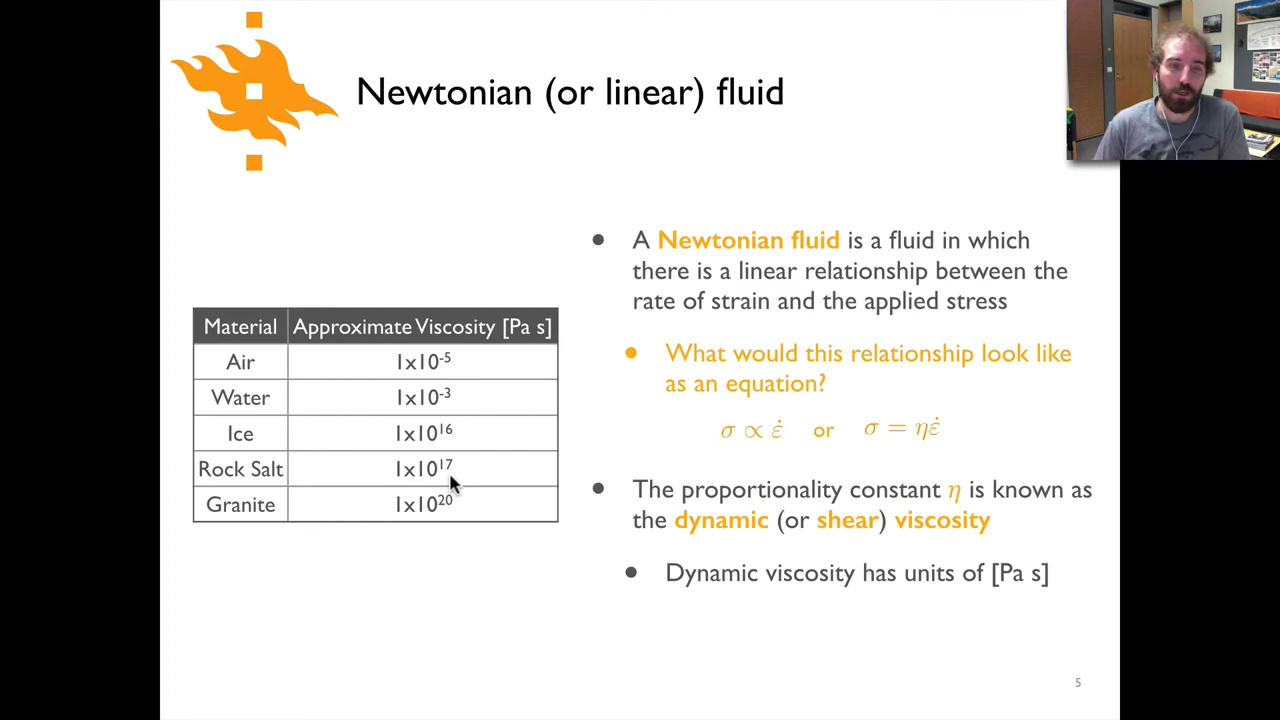 Newtonian (or linear) fluid
Material Approximate Viscosity [Pa s]
Air 1x10⁻⁵
Water 1x10⁻³
Ice 1x10¹⁶
Rock Salt 1x10¹⁷
Granite 1x10²⁰
• A Newtonian fluid is a fluid in which
there is a linear relationship between the
rate of strain and the applied stress
• What would this relationship look like
as an equation?
σ ∝ ε̇ or σ = ηε̇
• The proportionality constant η is known as
the dynamic (or shear) viscosity
• Dynamic viscosity has units of [Pa s]
5